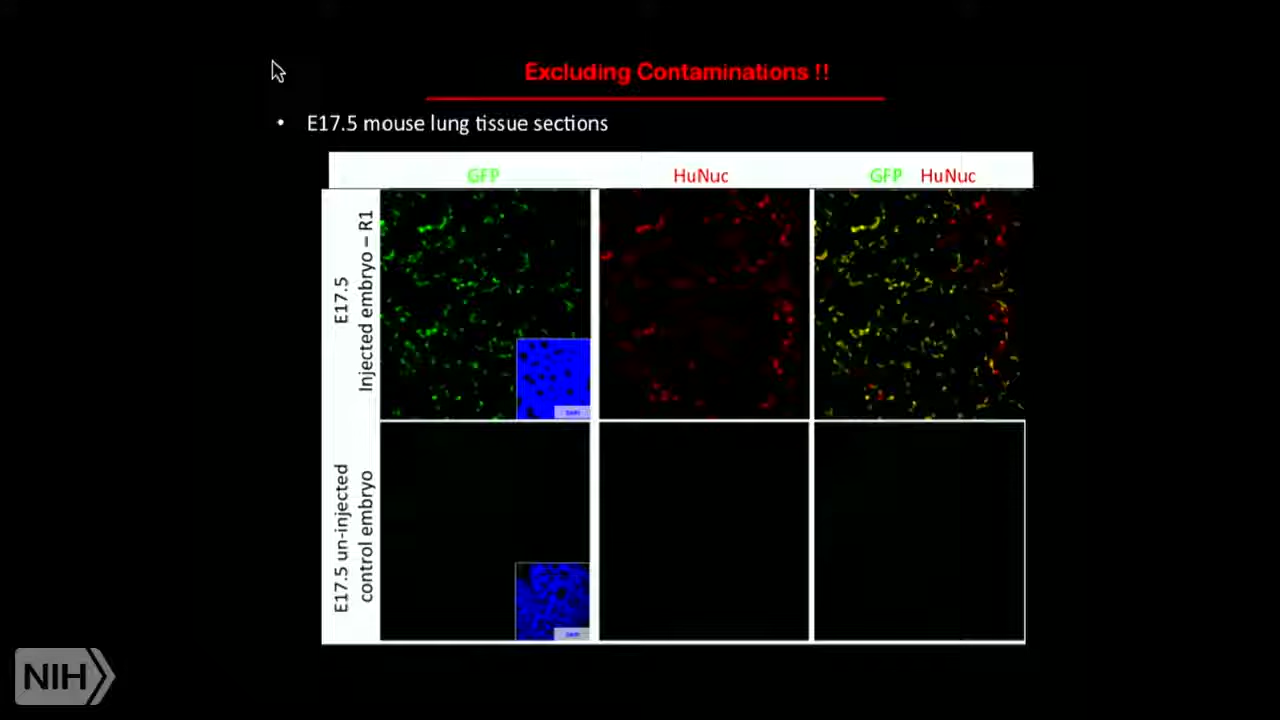 Excluding Contaminations !!
• E17.5 mouse lung tissue sections
GFP
HuNuc
GFP HuNuc
E17.5
Injected embryo – R1
E17.5 un-injected
control embryo
NIH